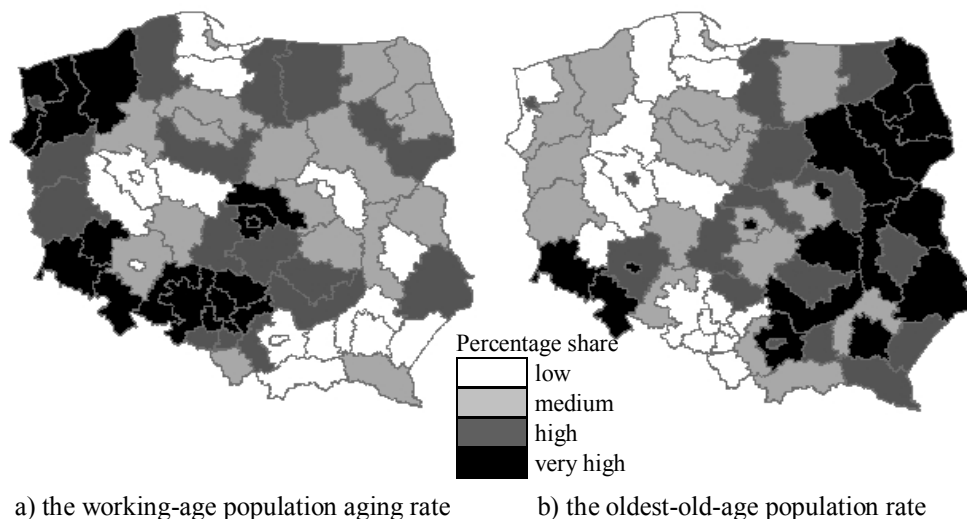 Percentage share
low
medium
high
very high
a) the working-age population aging rate
b) the oldest-old-age population rate